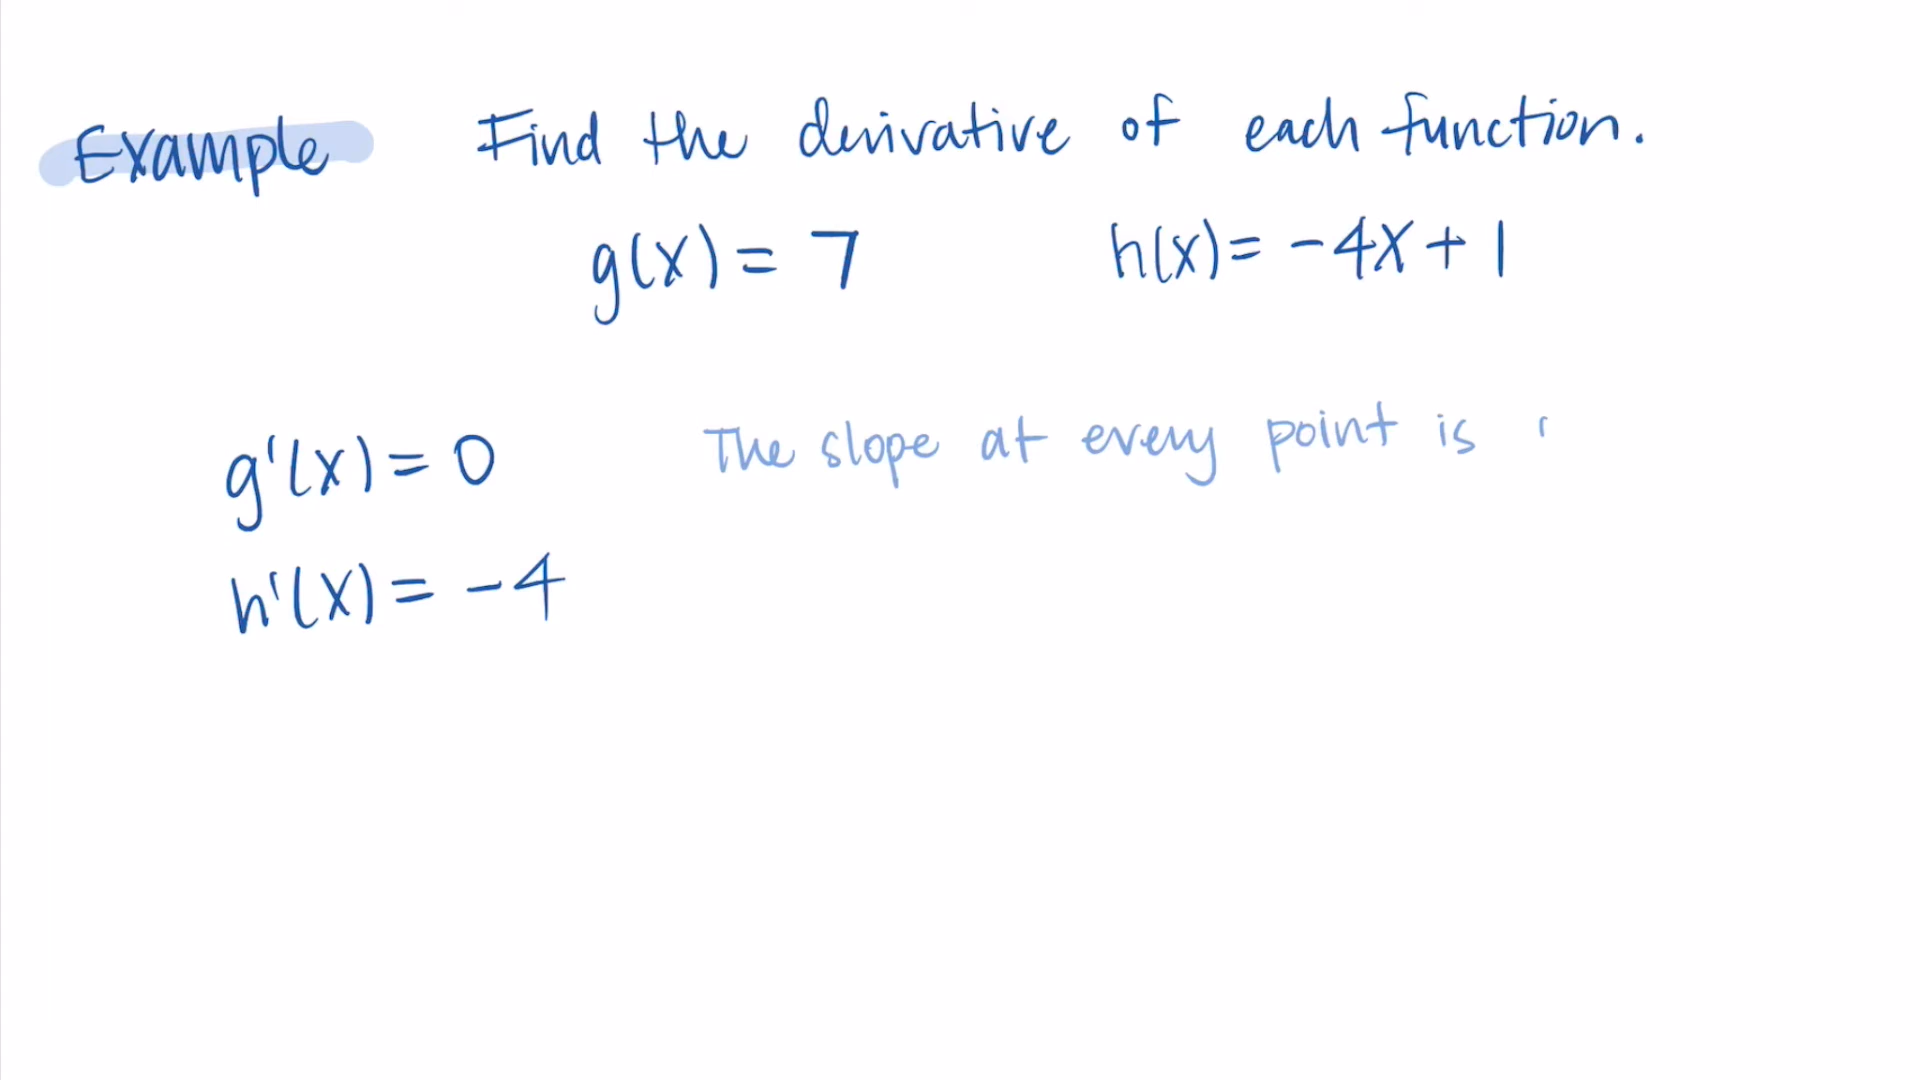 Example Find the derivative of each function.
g(x) = 7 h(x) = -4x + 1
g'(x) = 0 The slope at every point is
h'(x) = -4